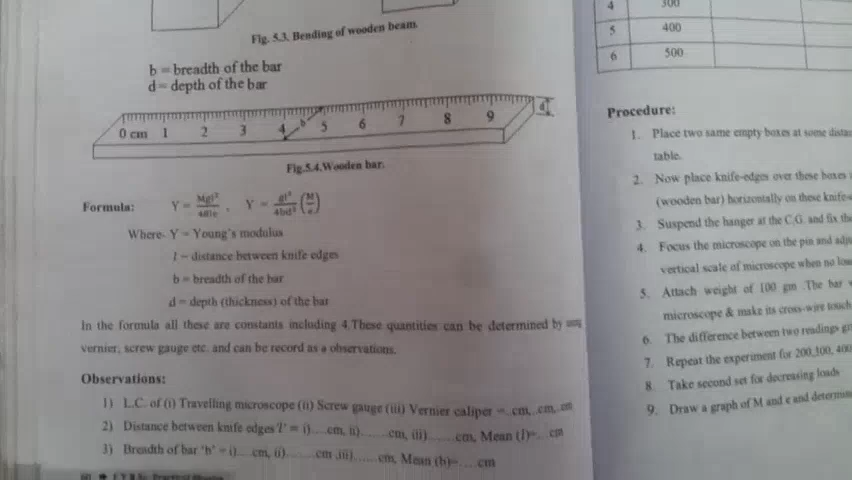 Fig. 5.3. Bending of wooden beam.
b = breadth of the bar
d= depth of the bar
0 cm 1 2 3 4 b 5 6 7 8 9 d
Fig.5.4.Wooden bar.
Formula: Y = Mgl³/4Ble , Y = gl³/4bd³ (M/e)
Where- Y = Young's modulus
l = distance between knife edges
b = breadth of the bar
d = depth (thickness) of the bar
In the formula all these are constants including 4.These quantities can be determined by using
vernier, screw gauge etc. and can be record as a observations.
Observations:
1) L.C. of (i) Travelling microscope (ii) Screw gauge (iii) Vernier caliper =..cm,..cm,..cm
2) Distance between knife edges 'l' = i)....cm, ii).......cm, iii).......cm, Mean (l)=....cm
3) Breadth of bar 'b' = i)....cm, (ii).......cm ,iii)......cm, Mean (b)=.....cm
4 300
5 400
6 500
Procedure:
1. Place two same empty boxes at some
table.
2. Now place knife-edges over these boxes
(wooden bar) horizontally on these
3. Suspend the hanger at the C.G. and fix
4. Focus the microscope on the pin and
vertical scale of microscope when no
5. Attach weight of 100 gm .The bar
microscope & make its cross-wire touch
6. The difference between two readings
7. Repeat the experiment for 200,300, 400
8. Take second set for decreasing loads
9. Draw a graph of M and e and